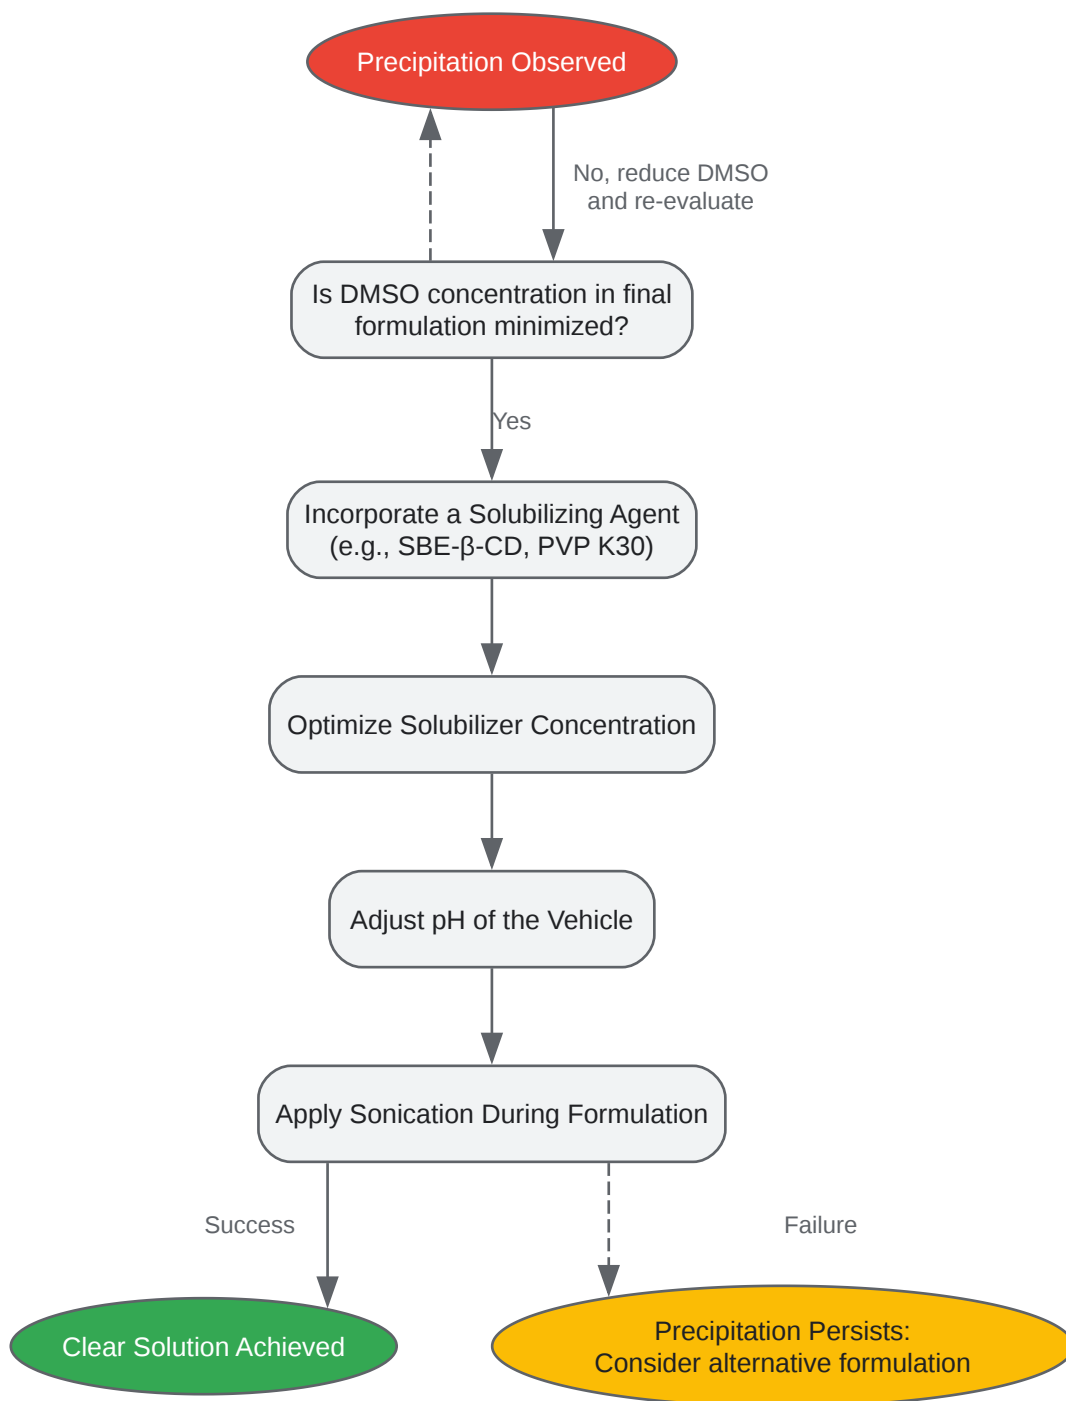 Precipitation Observed
No, reduce DMSO
and re-evaluate
Is DMSO concentration in final
formulation minimized?
Yes
Incorporate a Solubilizing Agent
(e.g., SBE-β-CD, PVP K30)
Optimize Solubilizer Concentration
Adjust pH of the Vehicle
Apply Sonication During Formulation
Success
Failure
Clear Solution Achieved
Precipitation Persists:
Consider alternative formulation